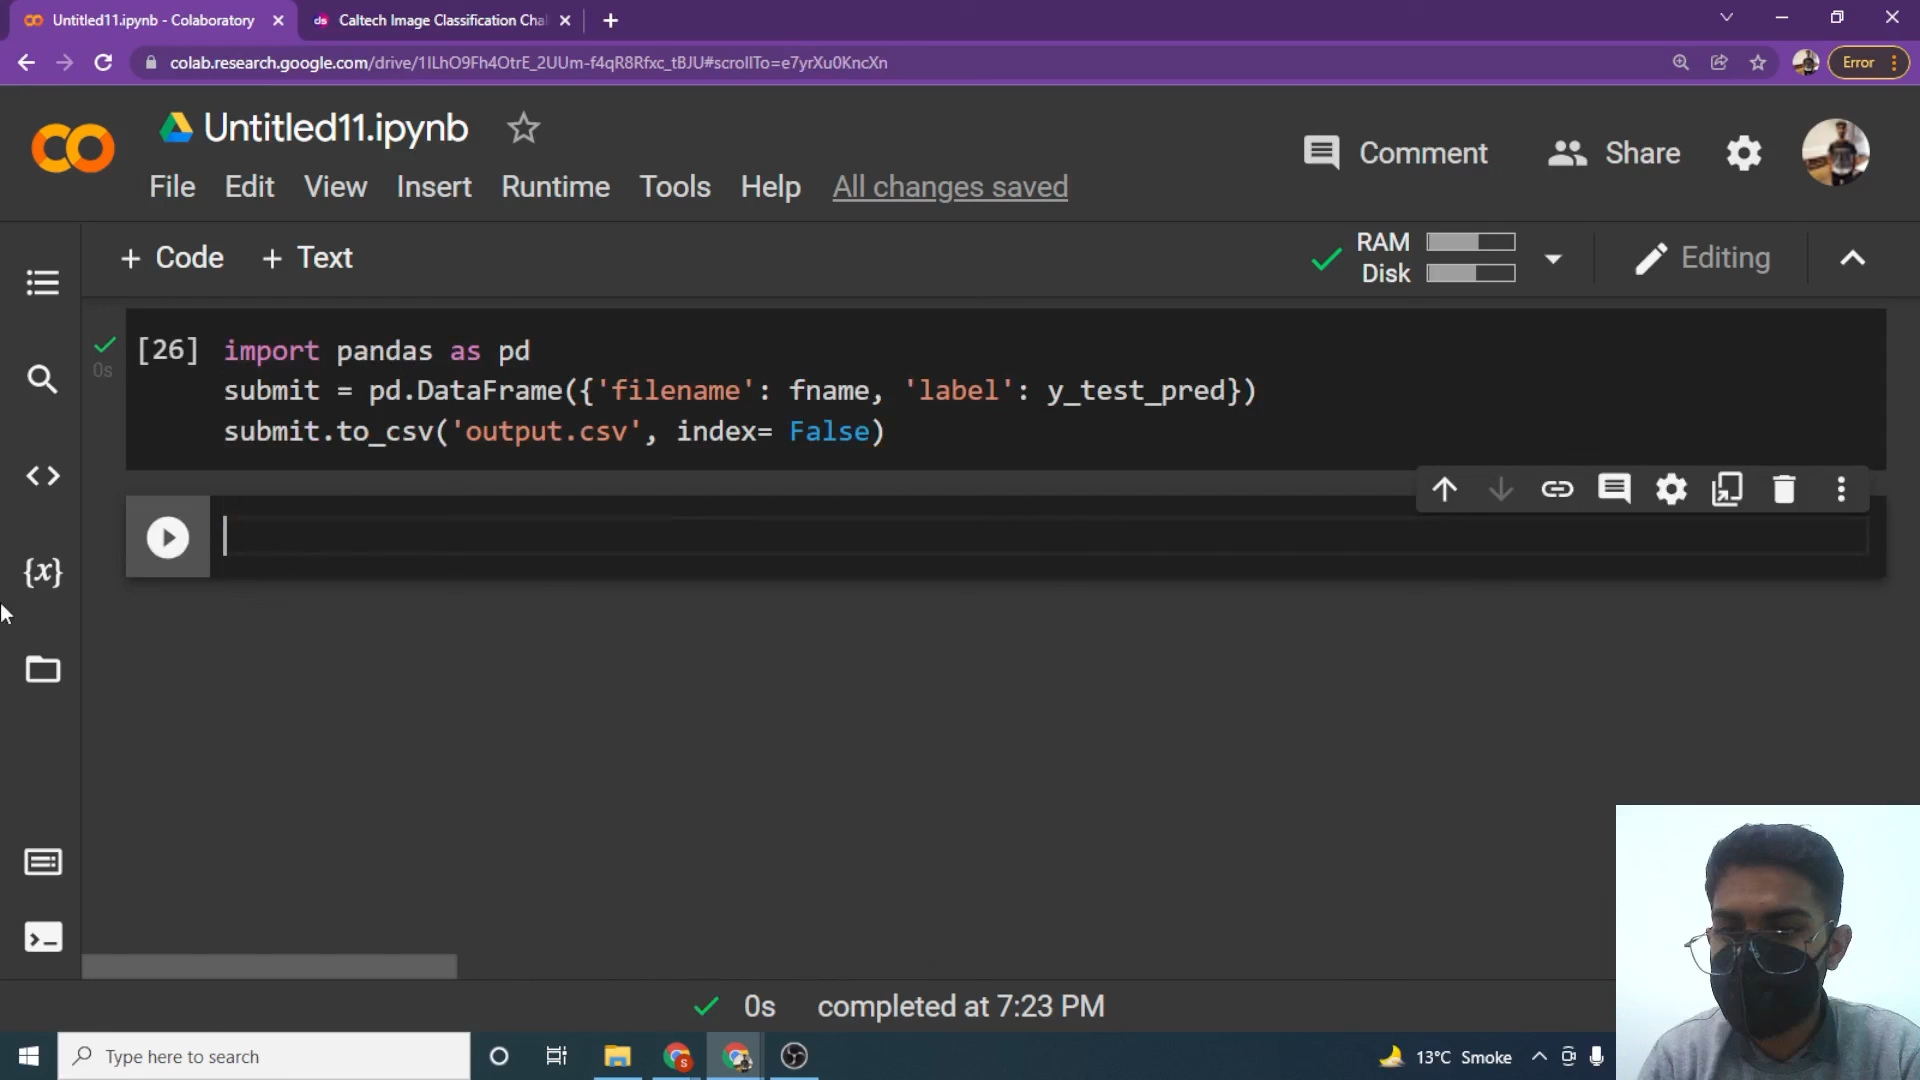 Untitled11.ipynb - Colaboratory
ds Caltech Image Classification Cha
colab.research.google.com/drive/1ILhO9Fh4OtrE_2UUm-f4qR8Rfxc_tBJU#scrollTo=e7yrXu0KncXn
Error
CO
Untitled11.ipynb
Comment
Share
File Edit View Insert Runtime Tools Help All changes saved
+ Code + Text
RAM
Disk
Editing
0s
[26] import pandas as pd
submit = pd.DataFrame({'filename': fname, 'label': y_test_pred})
submit.to_csv('output.csv', index= False)
{x}
0s completed at 7:23 PM
Type here to search
S
13°C Smoke